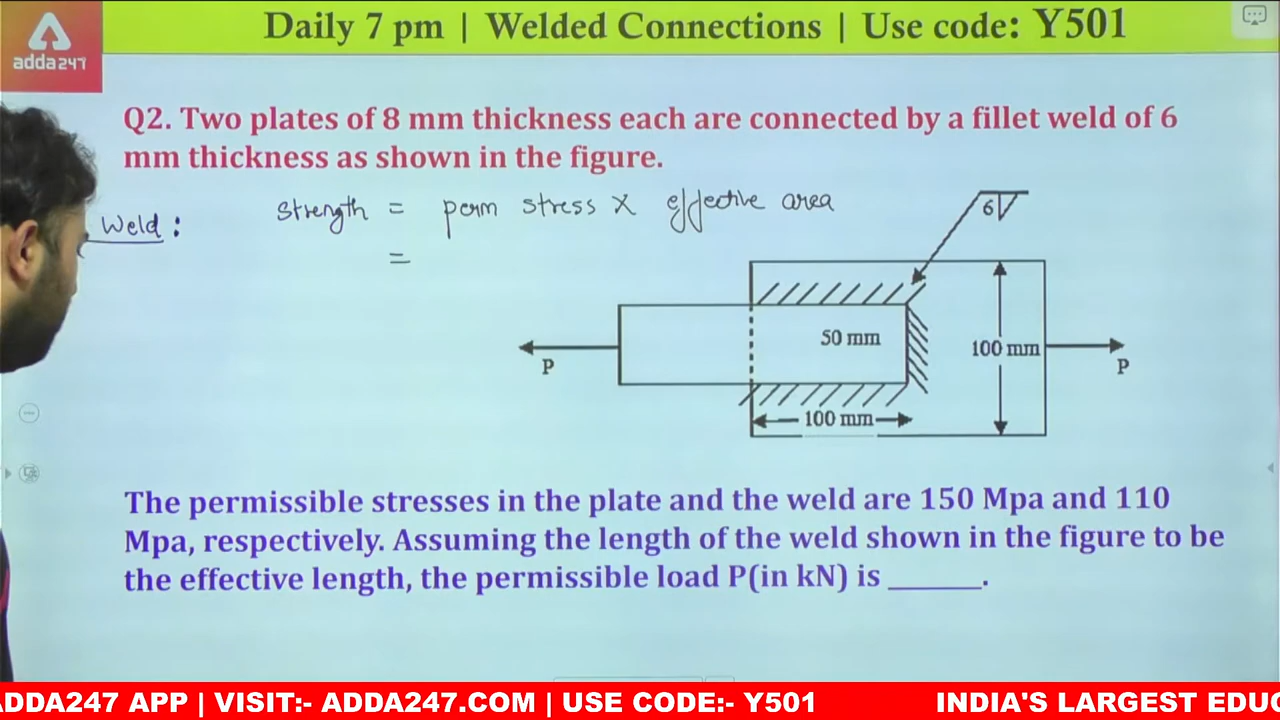 Daily 7 pm | Welded Connections | Use code: Y501
adda247
Q2. Two plates of 8 mm thickness each are connected by a fillet weld of 6
mm thickness as shown in the figure.
Weld : Strength = perm stress X effective area
=
6
50 mm
100 mm
P
P
100 mm
The permissible stresses in the plate and the weld are 150 Mpa and 110
Mpa, respectively. Assuming the length of the weld shown in the figure to be
the effective length, the permissible load P(in kN) is ______.
ADDA247 APP | VISIT:- ADDA247.COM | USE CODE:- Y501 INDIA'S LARGEST EDUC